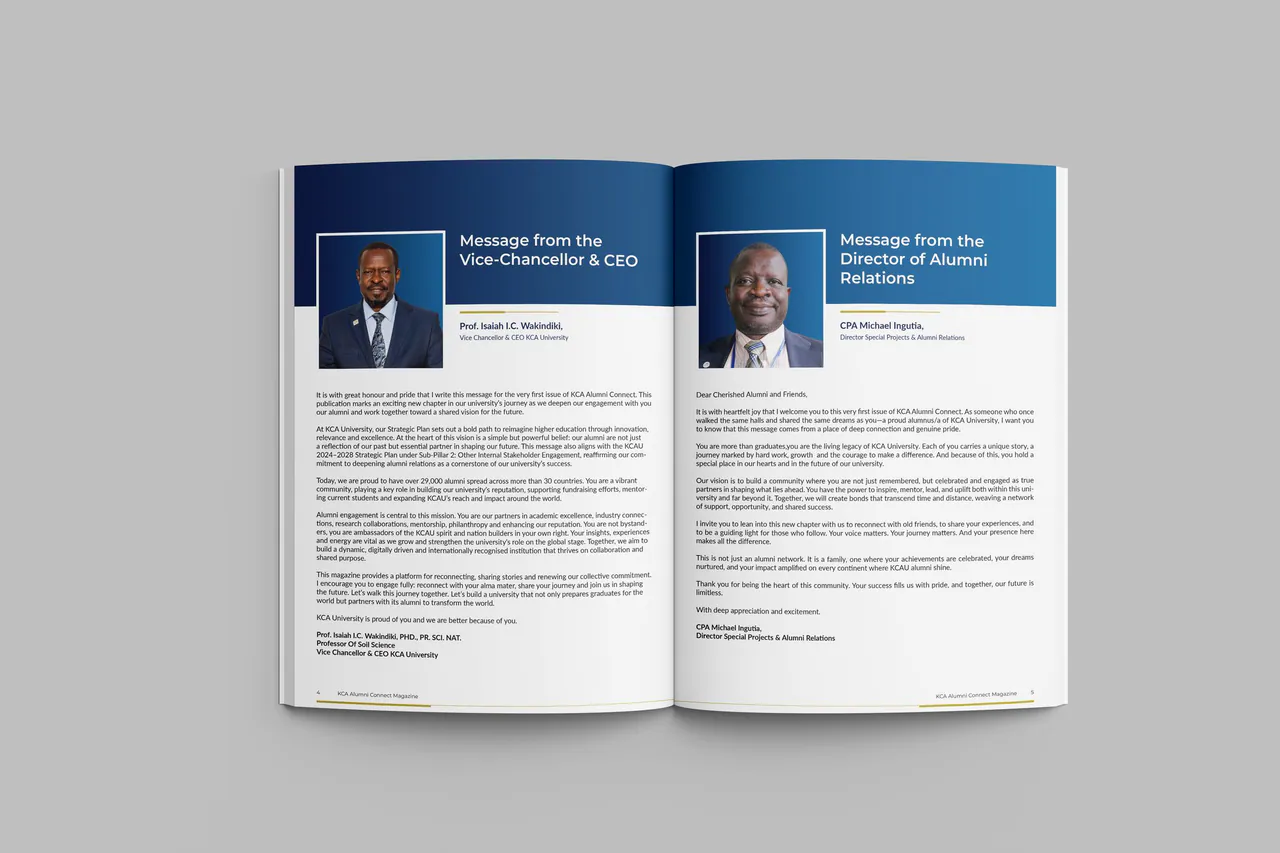 Message from the
Vice-Chancellor & CEO
Prof. Isaiah I.C. Wakindiki,
Vice Chancellor & CEO KCA University
It is with great honour and pride that I write this message for the very first issue of KCA Alumni Connect. This
publication marks an exciting new chapter in our university's journey as we deepen our engagement with you
our alumni and work together toward a shared vision for the future.
At KCA University, our Strategic Plan sets out a bold path to reimagine higher education through innovation,
relevance and excellence. At the heart of this vision is a simple but powerful belief: our alumni are not just
a reflection of our past but essential partner in shaping our future. This message also aligns with the KCAU
2024–2028 Strategic Plan under Sub-Pillar 2: Other Internal Stakeholder Engagement, reaffirming our com-
mitment to deepening alumni relations as a cornerstone of our university's success.
Today, we are proud to have over 29,000 alumni spread across more than 30 countries. You are a vibrant
community, playing a key role in building our university's reputation, supporting fundraising efforts, mentor-
ing current students and expanding KCAU's reach and impact around the world.
Alumni engagement is central to this mission. You are our partners in academic excellence, industry connec-
tions, research collaborations, mentorship, philanthropy and enhancing our reputation. You are not bystand-
ers, you are ambassadors of the KCAU spirit and nation builders in your own right. Your insights, experiences
and energy are vital as we grow and strengthen the university's role on the global stage. Together, we aim to
build a dynamic, digitally driven and internationally recognised institution that thrives on collaboration and
shared purpose.
This magazine provides a platform for reconnecting, sharing stories and renewing our collective commitment.
I encourage you to engage fully: reconnect with your alma mater, share your journey and join us in shaping
the future. Let's walk this journey together. Let's build a university that not only prepares graduates for the
world but partners with its alumni to transform the world.
KCA University is proud of you and we are better because of you.
Prof. Isaiah I.C. Wakindiki, PHD., PR. SCI. NAT.
Professor Of Soil Science
Vice Chancellor & CEO KCA University
4 KCA Alumni Connect Magazine
Message from the
Director of Alumni
Relations
CPA Michael Ingutia,
Director Special Projects & Alumni Relations
Dear Cherished Alumni and Friends,
It is with heartfelt joy that I welcome you to this very first issue of KCA Alumni Connect. As someone who once
walked the same halls and shared the same dreams as you—a proud alumnus/a of KCA University, I want you
to know that this message comes from a place of deep connection and genuine pride.
You are more than graduates,you are the living legacy of KCA University. Each of you carries a unique story, a
journey marked by hard work, growth and the courage to make a difference. And because of this, you hold a
special place in our hearts and in the future of our university.
Our vision is to build a community where you are not just remembered, but celebrated and engaged as true
partners in shaping what lies ahead. You have the power to inspire, mentor, lead, and uplift both within this uni-
versity and far beyond it. Together, we will create bonds that transcend time and distance, weaving a network
of support, opportunity, and shared success.
I invite you to lean into this new chapter with us to reconnect with old friends, to share your experiences, and
to be a guiding light for those who follow. Your voice matters. Your journey matters. And your presence here
makes all the difference.
This is not just an alumni network. It is a family, one where your achievements are celebrated, your dreams
nurtured, and your impact amplified on every continent where KCAU alumni shine.
Thank you for being the heart of this community. Your success fills us with pride, and together, our future is
limitless.
With deep appreciation and excitement.
CPA Michael Ingutia,
Director Special Projects & Alumni Relations
KCA Alumni Connect Magazine 5